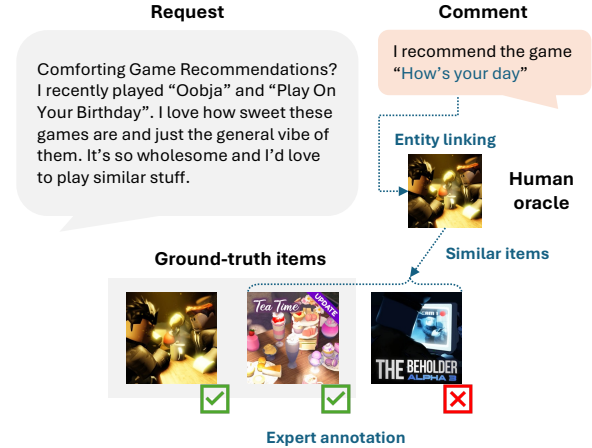 Request
Comment
Comforting Game Recommendations?
I recently played “Oobja” and “Play On
Your Birthday”. I love how sweet these
games are and just the general vibe of
them. It’s so wholesome and I’d love
to play similar stuff.
I recommend the game
“How’s your day”
Entity linking
Human
oracle
Similar items
Ground-truth items
Tea Time
UPDATE
THE BEHOLDER
ALPHA 3
Expert annotation